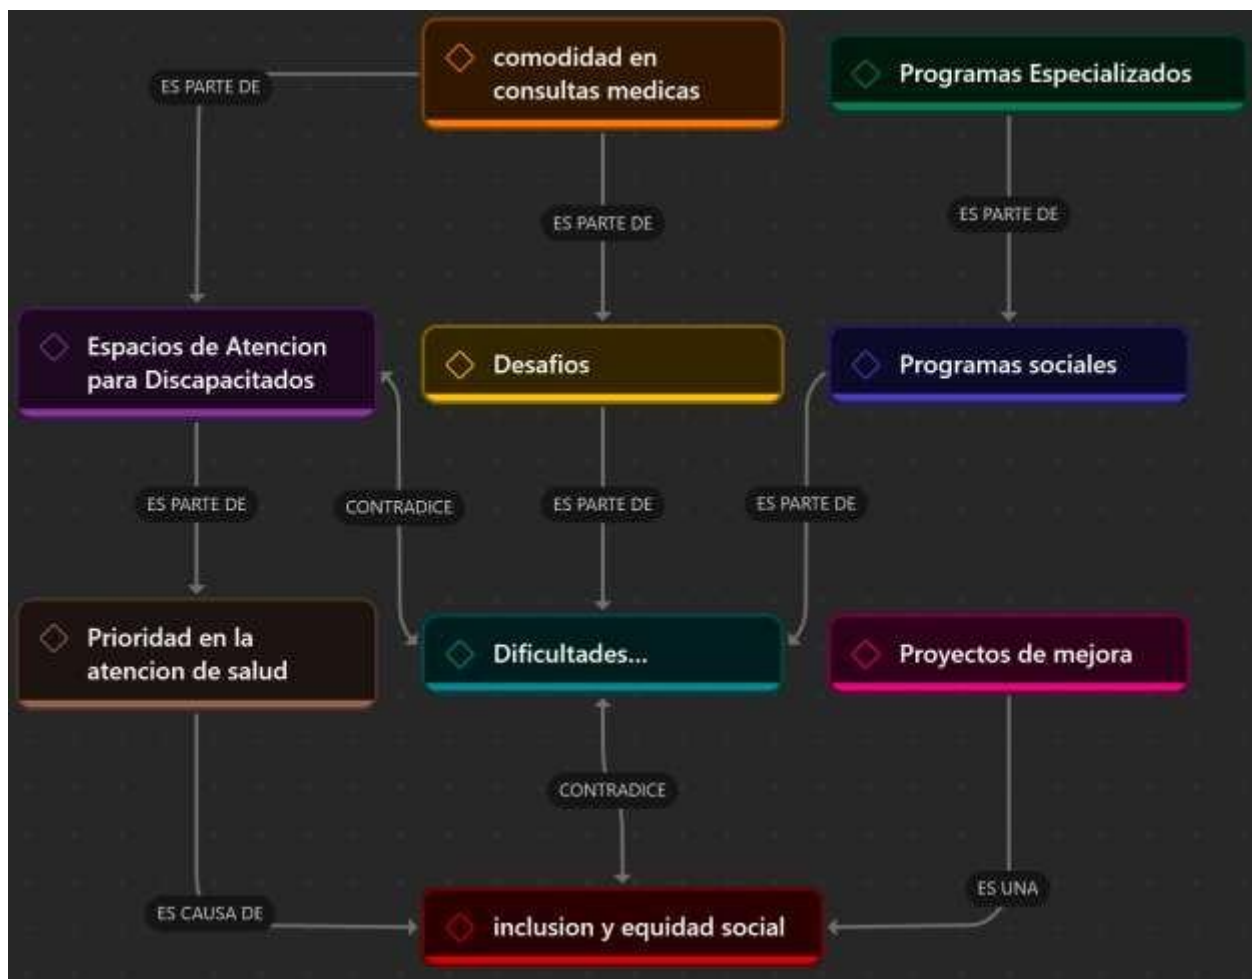 comodidad en
consultas medicas
Programas Especializados
ES PARTE DE
ES PARTE DE
ES PARTE DE
Espacios de Atencion
para Discapacitados
Desafios
Programas sociales
ES PARTE DE
CONTRADICE
ES PARTE DE
ES PARTE DE
Prioridad en la
atencion de salud
Dificultades...
Proyectos de mejora
CONTRADICE
ES CAUSA DE
ES UNA
inclusion y equidad social